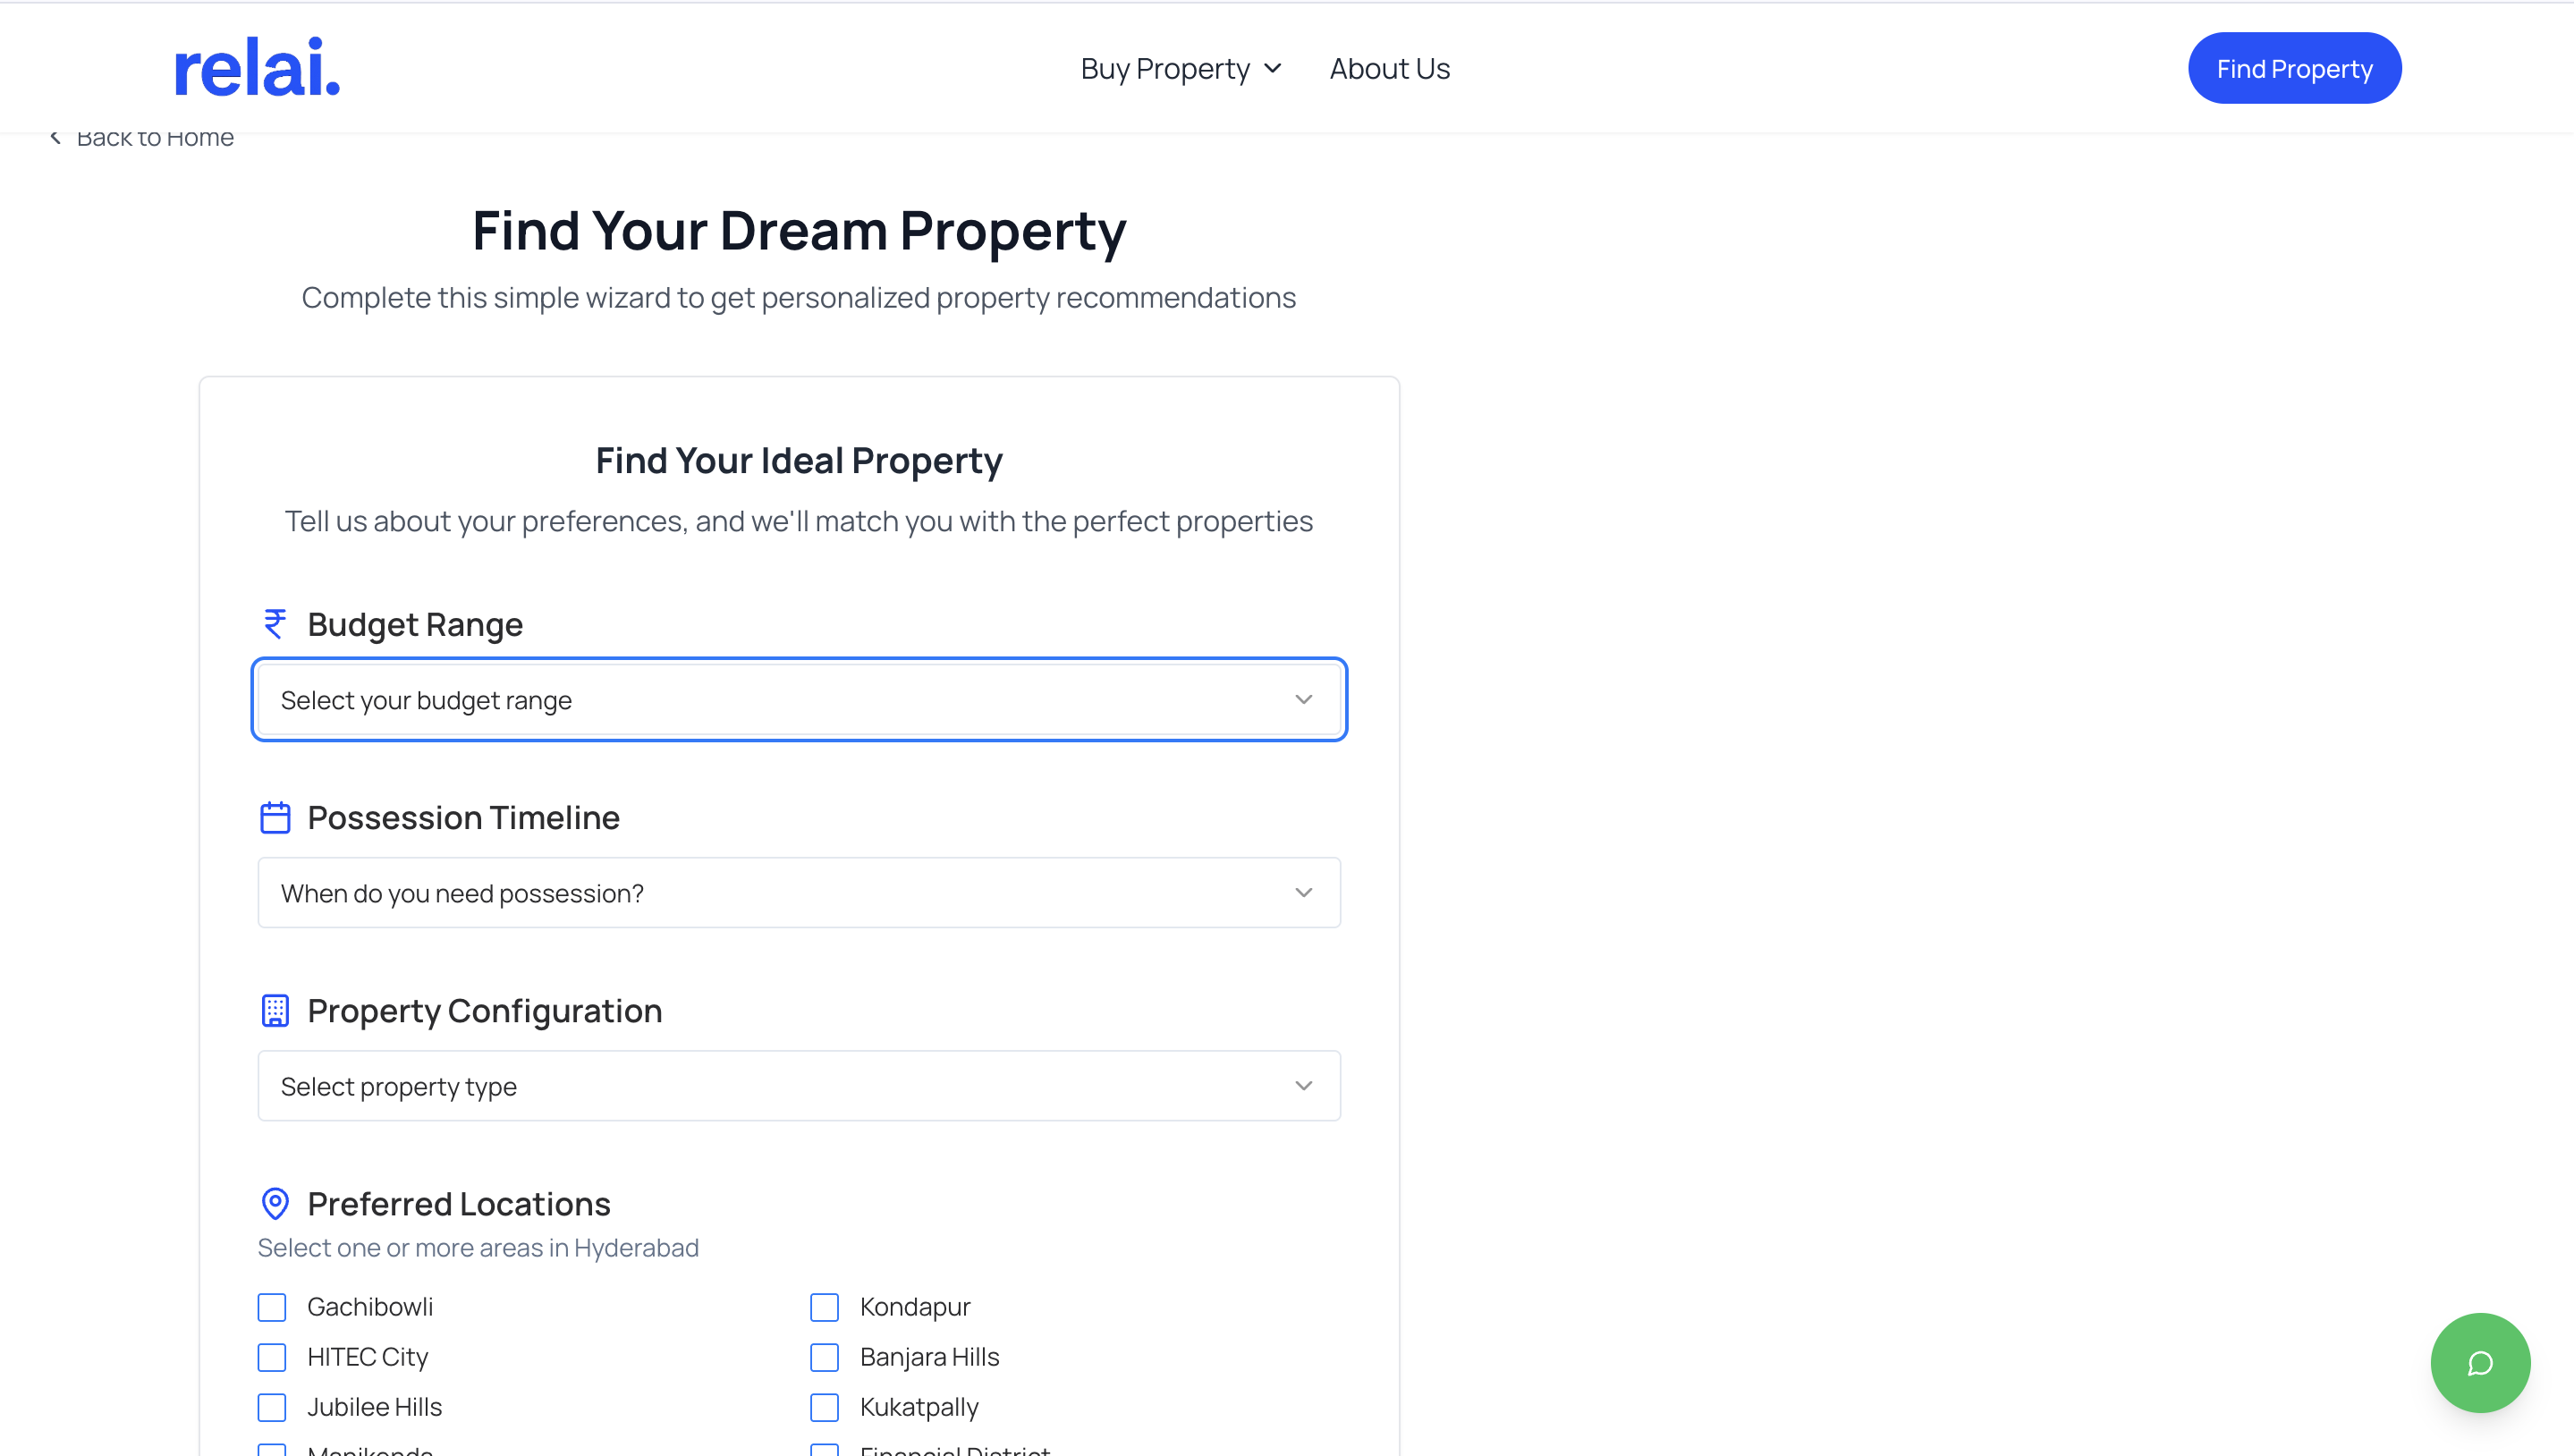 relai.
Buy Property
About Us
Find Property
Back to Home
Find Your Dream Property
Complete this simple wizard to get personalized property recommendations
Find Your Ideal Property
Tell us about your preferences, and we'll match you with the perfect properties
₹ Budget Range
Select your budget range
Possession Timeline
When do you need possession?
Property Configuration
Select property type
Preferred Locations
Select one or more areas in Hyderabad
Gachibowli
Kondapur
HITEC City
Banjara Hills
Jubilee Hills
Kukatpally
Manikonda
Financial District